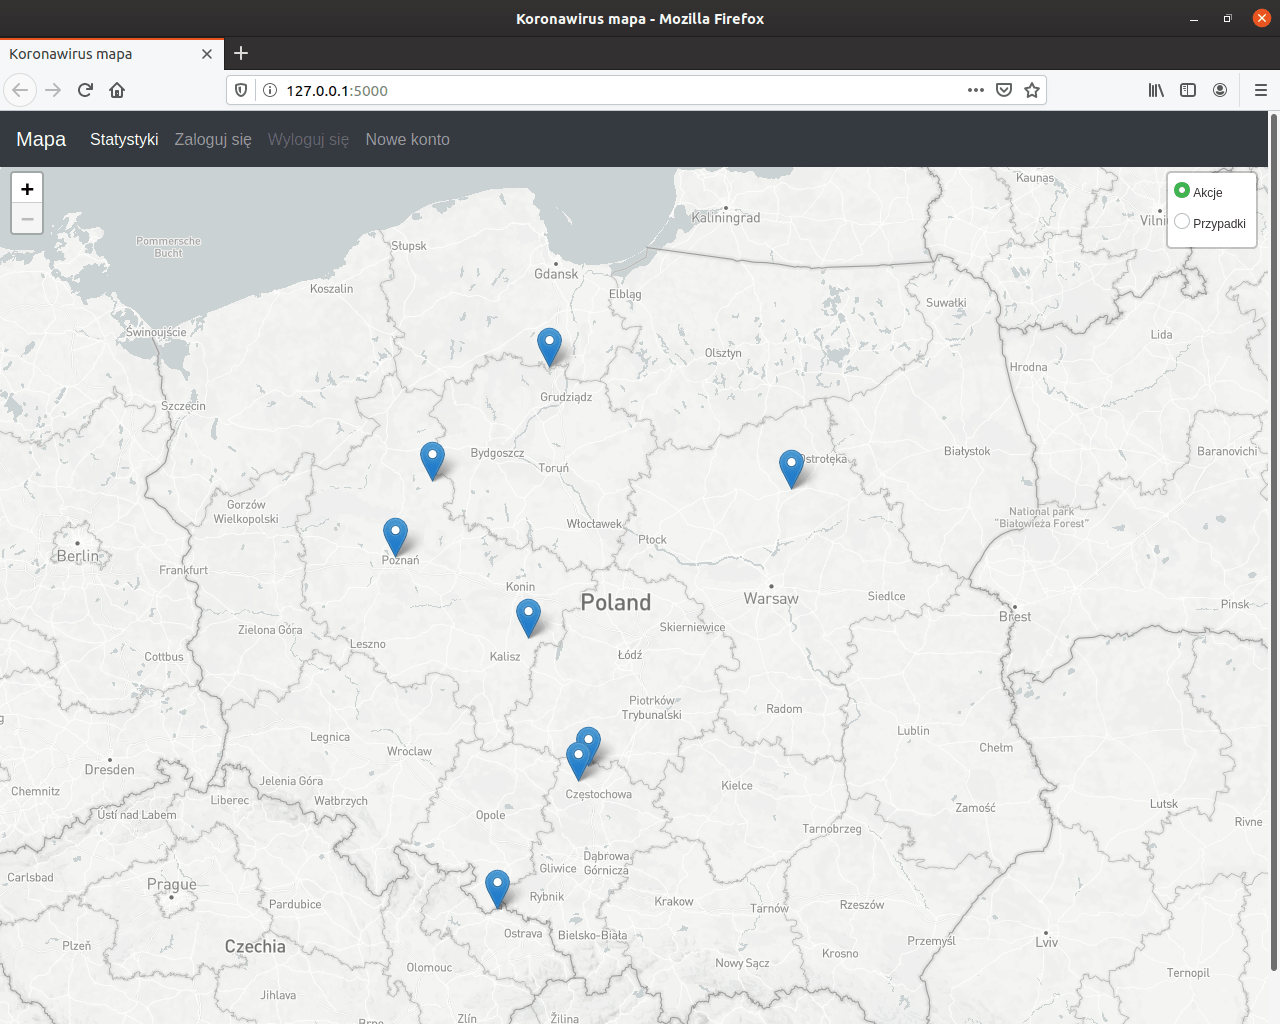 Koronawirus mapa - Mozilla Firefox
Koronawirus mapa
127.0.0.1:5000
Mapa Statystyki Zaloguj się Wyloguj się Nowe konto
+
−
Akcje
Przypadki
Kaunas
Kaliningrad
Pommersche
Bucht
Słupsk
Gdansk
Koszalin
Elbląg
Suwałki
Świnoujście
Lida
Olsztyn
Hrodna
Grudziądz
Szczecin
Bydgoszcz
Toruń
Ostrołęka
Białystok
Baranovichi
Gorzów
Wielkopolski
National park
"Białowieża Forest"
Włocławek
Płock
Berlin
Poznań
Frankfurt
Konin
Poland
Warsaw
Siedlce
Brest
Pinsk
Zielona Góra
Skierniewice
Leszno
Kalisz
Łódź
Cottbus
Piotrków
Trybunalski
Radom
Legnica
Wroclaw
Lublin
Chełm
Dresden
Jelenia Góra
Kielce
Chemnitz
Liberec
Wałbrzych
Częstochowa
Zamość
Lutsk
Ústí nad Labem
Opole
Tarnobrzeg
Rivne
Dąbrowa
Górnicza
Gliwice
Carlsbad
Prague
Rybnik
Pardubice
Krakow
Tarnów
Rzeszów
Ostrava
Bielsko-Biała
Przemyśl
Lviv
Plzeň
Czechia
Krosno
Olomouc
Nowy Sącz
Ternopil
Jihlava
Brno
Zlín
Žilina